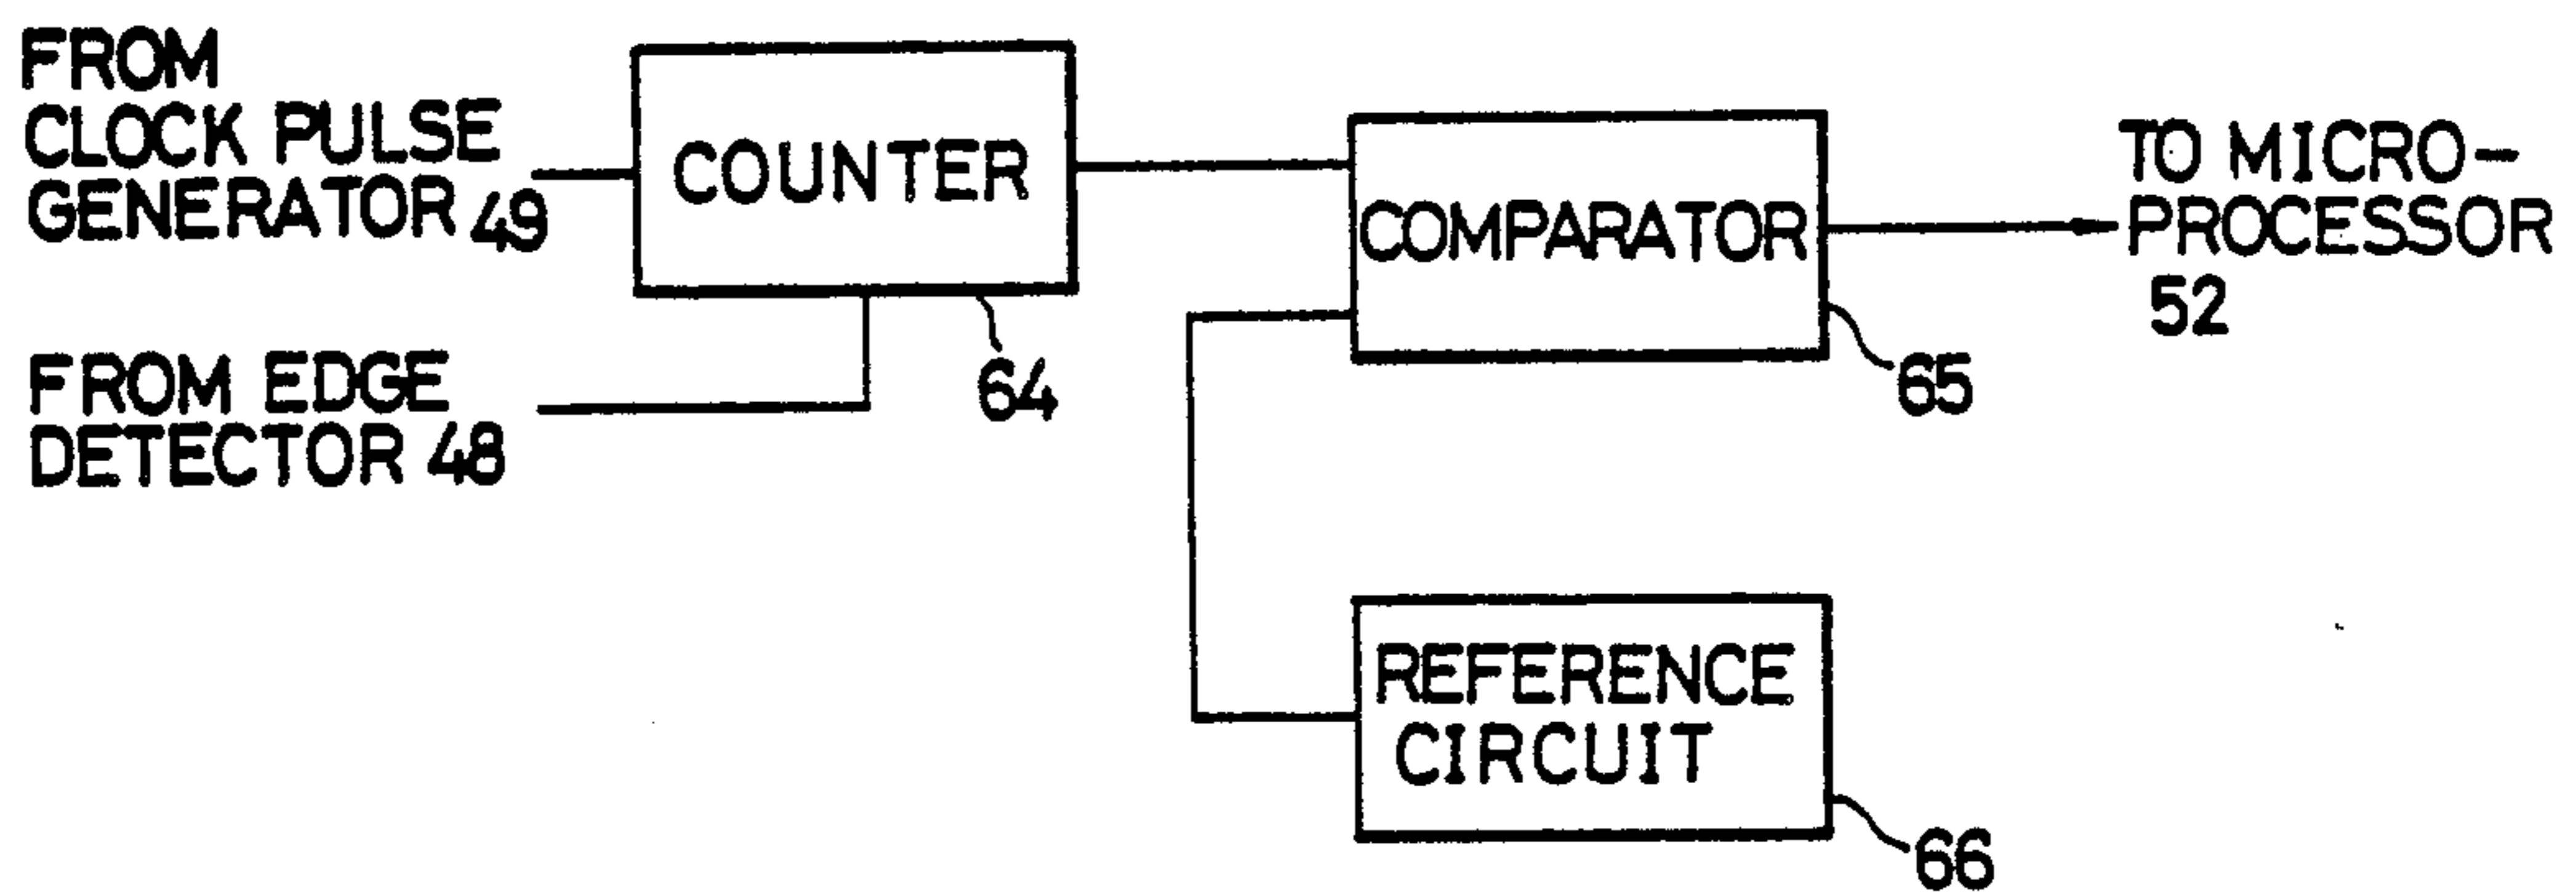 FROM
CLOCK PULSE
GENERATOR 49
COUNTER
64
FROM EDGE
DETECTOR 48
COMPARATOR
65
TO MICRO-
PROCESSOR
52
REFERENCE
CIRCUIT
66